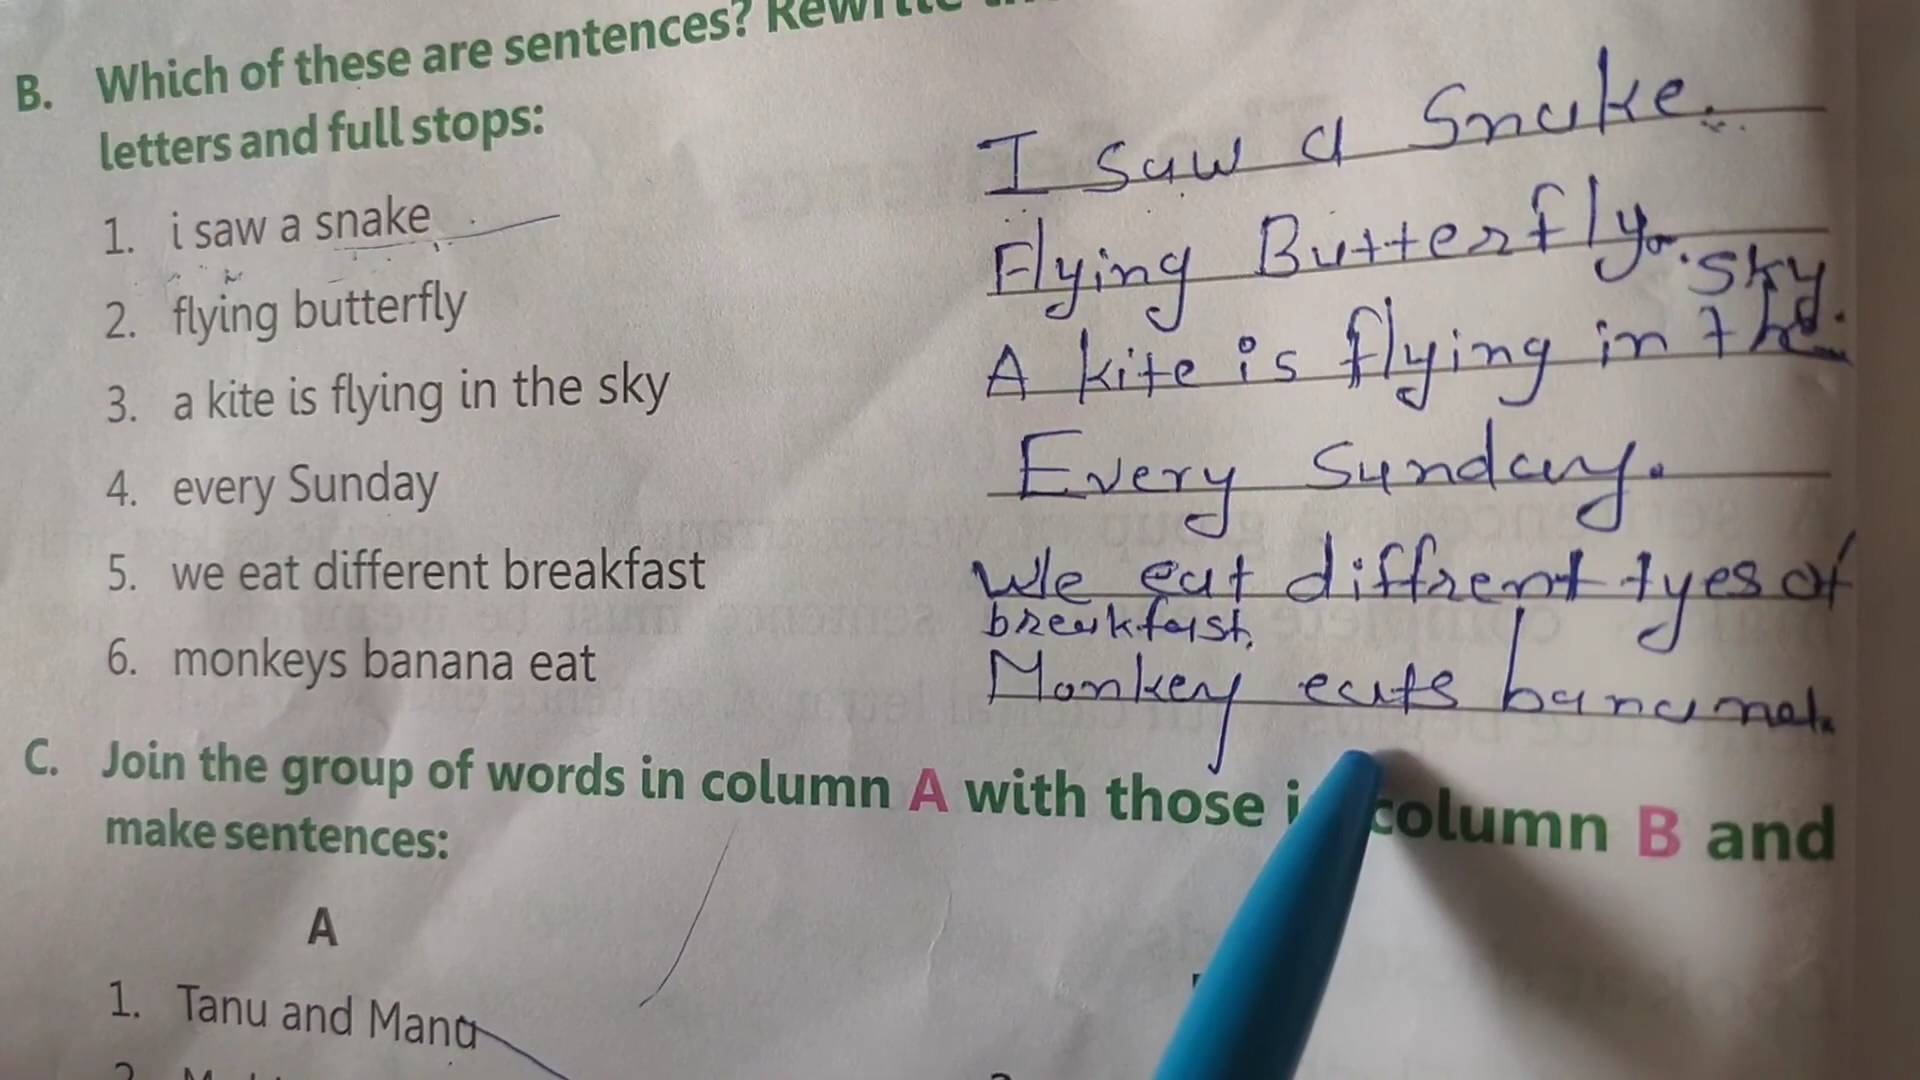 B. Which of these are sentences? Rewrite
letters and full stops:
1. i saw a snake
I Saw a Snake.
2. flying butterfly
Flying Butterfly.
3. a kite is flying in the sky
A kite is flying in the sky.
4. every Sunday
Every Sunday.
5. we eat different breakfast
We eat diffrent tyes of
breakfast.
6. monkeys banana eat
Monkey eats banana.
C. Join the group of words in column A with those column B and
make sentences:
A
1. Tanu and Manu